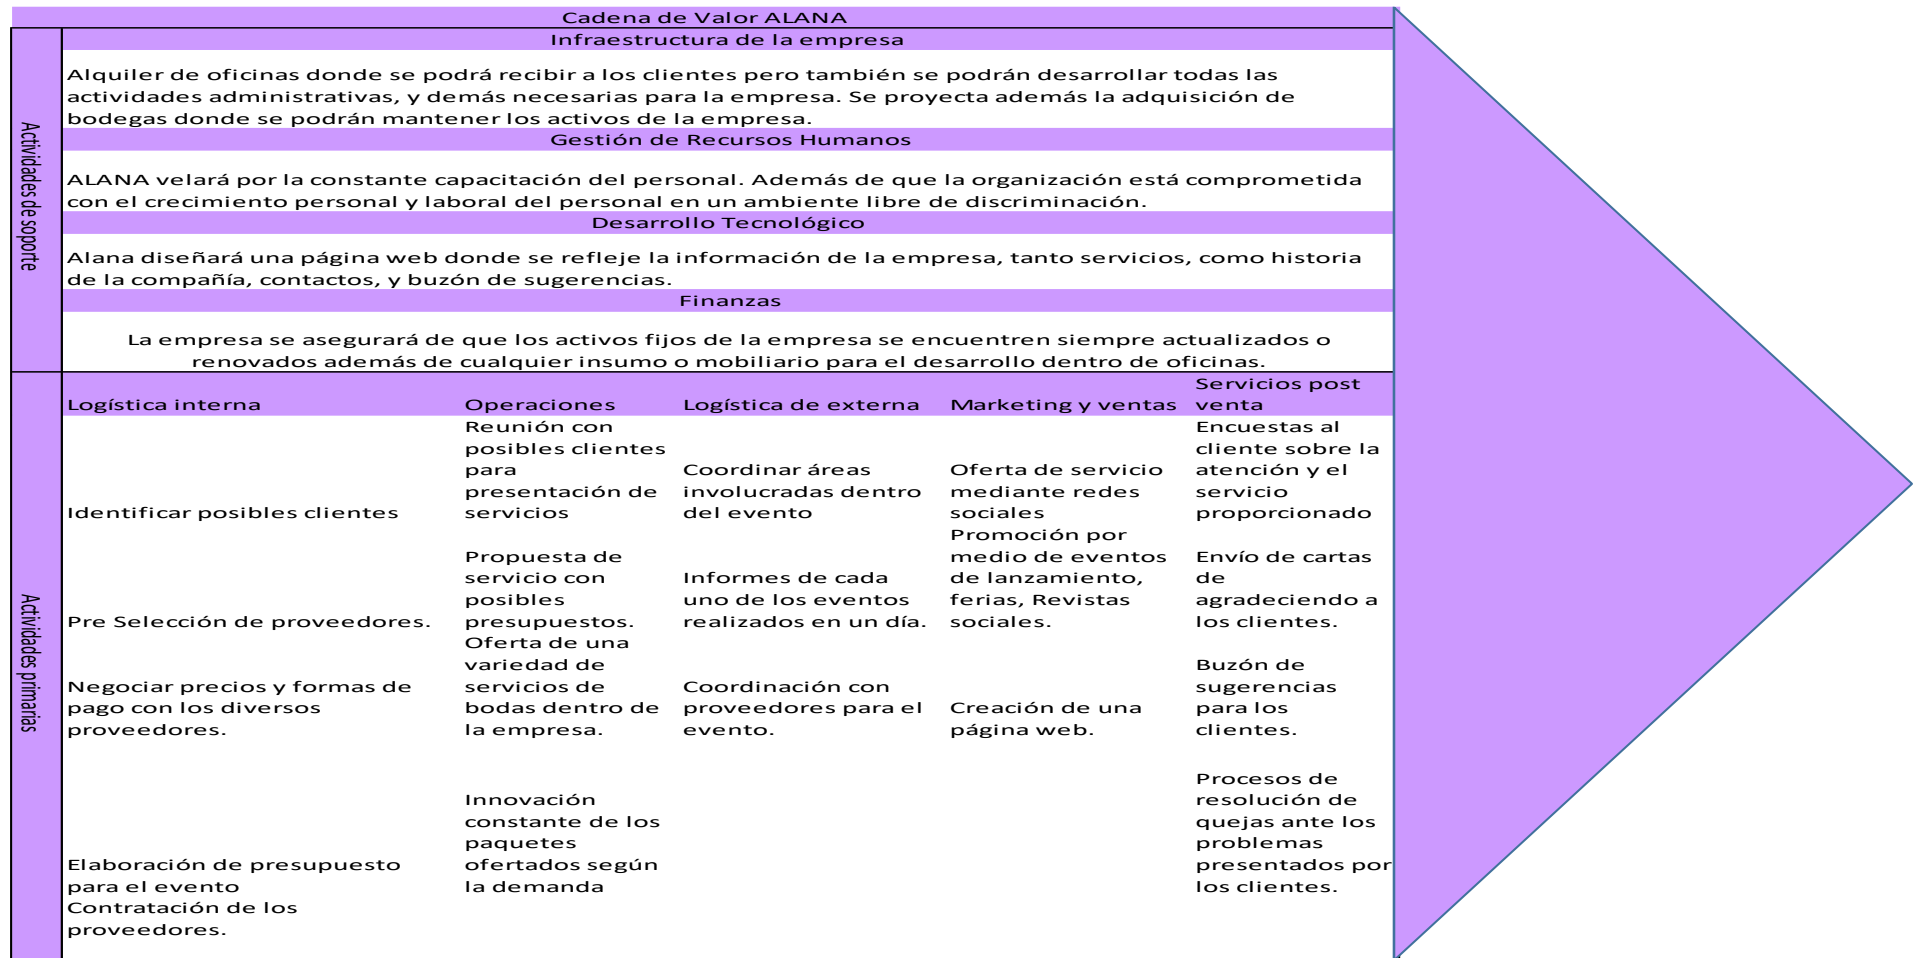 Cadena de Valor ALANA
Actividades de soporte
Infraestructura de la empresa
Alquiler de oficinas donde se podrá recibir a los clientes pero también se podrán desarrollar todas las
actividades administrativas, y demás necesarias para la empresa. Se proyecta además la adquisición de
bodegas donde se podrán mantener los activos de la empresa.
Gestión de Recursos Humanos
ALANA velará por la constante capacitación del personal. Además de que la organización está comprometida
con el crecimiento personal y laboral del personal en un ambiente libre de discriminación.
Desarrollo Tecnológico
Alana diseñará una página web donde se refleje la información de la empresa, tanto servicios, como historia
de la compañía, contactos, y buzón de sugerencias.
Finanzas
La empresa se asegurará de que los activos fijos de la empresa se encuentren siempre actualizados o
renovados además de cualquier insumo o mobiliario para el desarrollo dentro de oficinas.
Actividades primarias
Logística interna
Operaciones
Logística de externa
Marketing y ventas
Servicios post
venta
Identificar posibles clientes
Reunión con
posibles clientes
para
presentación de
servicios
Coordinar áreas
involucradas dentro
del evento
Oferta de servicio
mediante redes
sociales
Encuestas al
cliente sobre la
atención y el
servicio
proporcionado
Pre Selección de proveedores.
Propuesta de
servicio con
posibles
presupuestos.
Informes de cada
uno de los eventos
realizados en un día.
Promoción por
medio de eventos
de lanzamiento,
ferias, Revistas
sociales.
Envío de cartas
de
agradeciendo a
los clientes.
Negociar precios y formas de
pago con los diversos
proveedores.
Oferta de una
variedad de
servicios de
bodas dentro de
la empresa.
Coordinación con
proveedores para el
evento.
Creación de una
página web.
Buzón de
sugerencias
para los
clientes.
Elaboración de presupuesto
para el evento
Innovación
constante de los
paquetes
ofertados según
la demanda
Procesos de
resolución de
quejas ante los
problemas
presentados por
los clientes.
Contratación de los
proveedores.